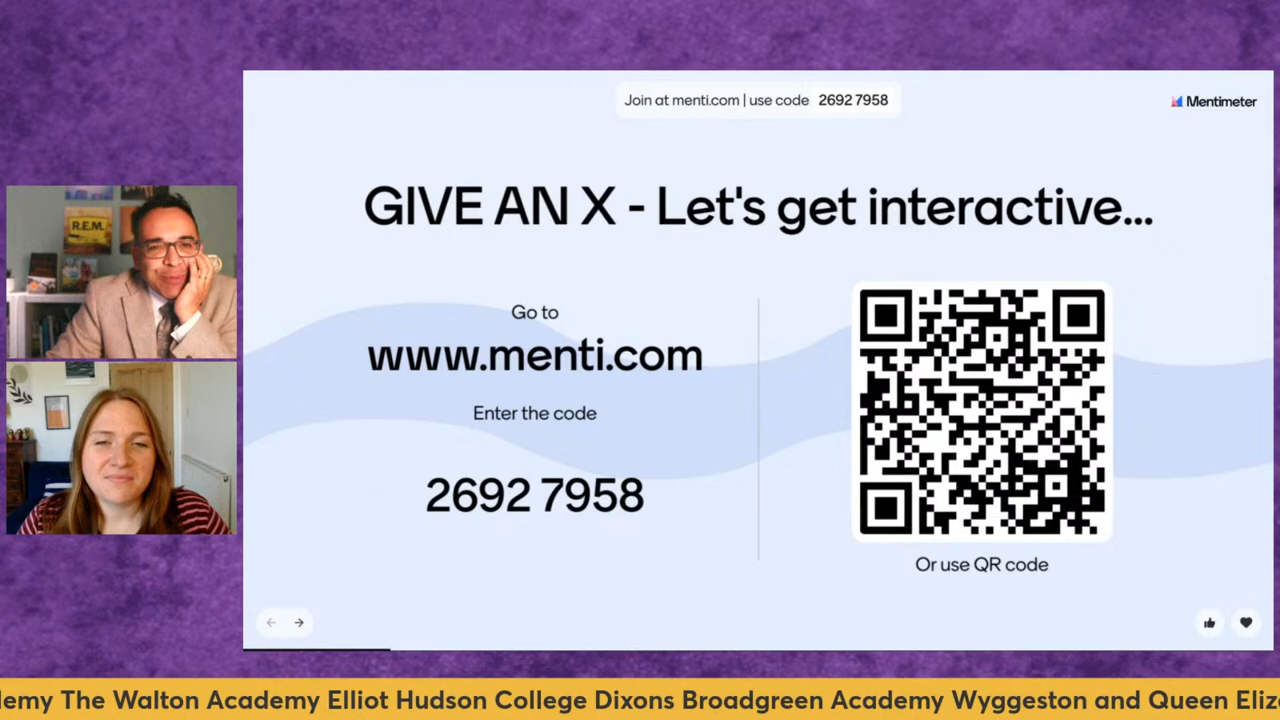 Join at menti.com | use code 2692 7958
Mentimeter
GIVE AN X - Let's get interactive...
Go to
www.menti.com
Enter the code
2692 7958
Or use QR code
R.E.M.
The Walton Academy Elliot Hudson College Dixons Broadgreen Academy Wyggeston and Queen